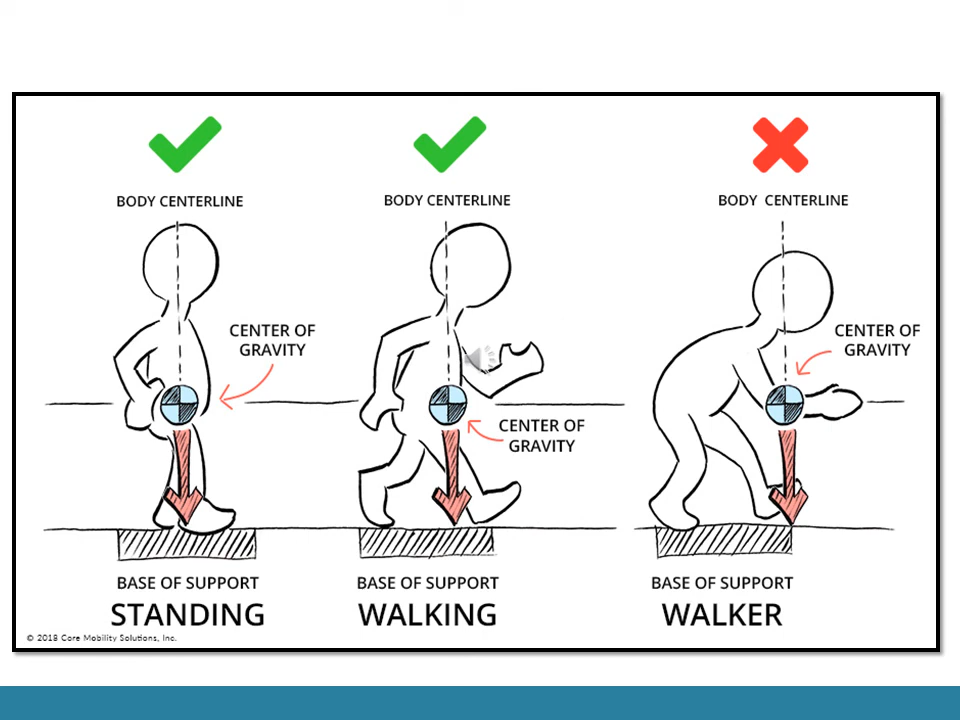 BODY CENTERLINE
BODY CENTERLINE
BODY CENTERLINE
CENTER OF
GRAVITY
CENTER OF
GRAVITY
CENTER OF
GRAVITY
BASE OF SUPPORT
STANDING
BASE OF SUPPORT
WALKING
BASE OF SUPPORT
WALKER
© 2018 Core Mobility Solutions, Inc.